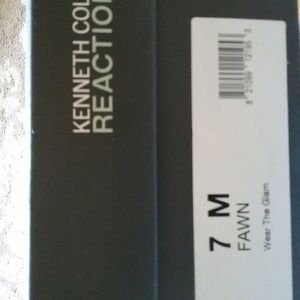 KENNETH COL
REACTION
7 M
FAWN
Wear The Glam